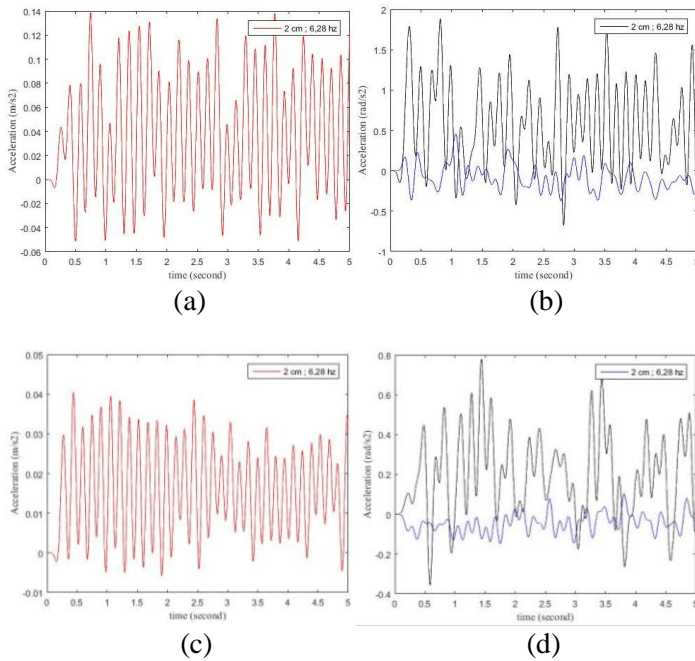 0.14
0.12
0.1
0.08
0.06
0.04
0.02
0
-0.02
-0.04
-0.06
Acceleration (m/s2)
2 cm ; 6,28 hz
0 0.5 1 1.5 2 2.5 3 3.5 4 4.5 5
time (second)
(a)
2
1.5
1
0.5
0
-0.5
-1
Acceleration (rad/s2)
2 cm ; 6,28 hz
0 0.5 1 1.5 2 2.5 3 3.5 4 4.5 5
time (second)
(b)
0.05
0.04
0.03
0.02
0.01
0
-0.01
Acceleration (m/s2)
2 cm ; 6,28 hz
0 0.5 1 1.5 2 2.5 3 3.5 4 4.5 5
time (second)
(c)
0.8
0.6
0.4
0.2
0
-0.2
-0.4
Acceleration (rad/s2)
2 cm ; 6,28 hz
0 0.5 1 1.5 2 2.5 3 3.5 4 4.5 5
time (second)
(d)